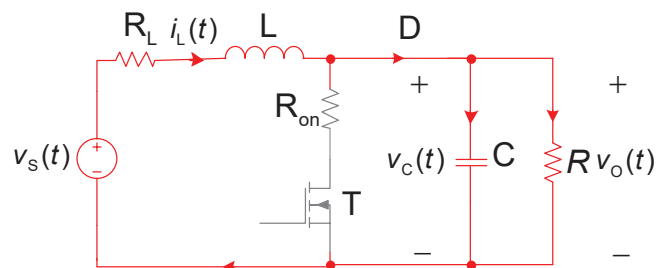 R_L i_L(t) L D
+ +
R_on
v_S(t) + − v_C(t) C R v_O(t)
T
− −